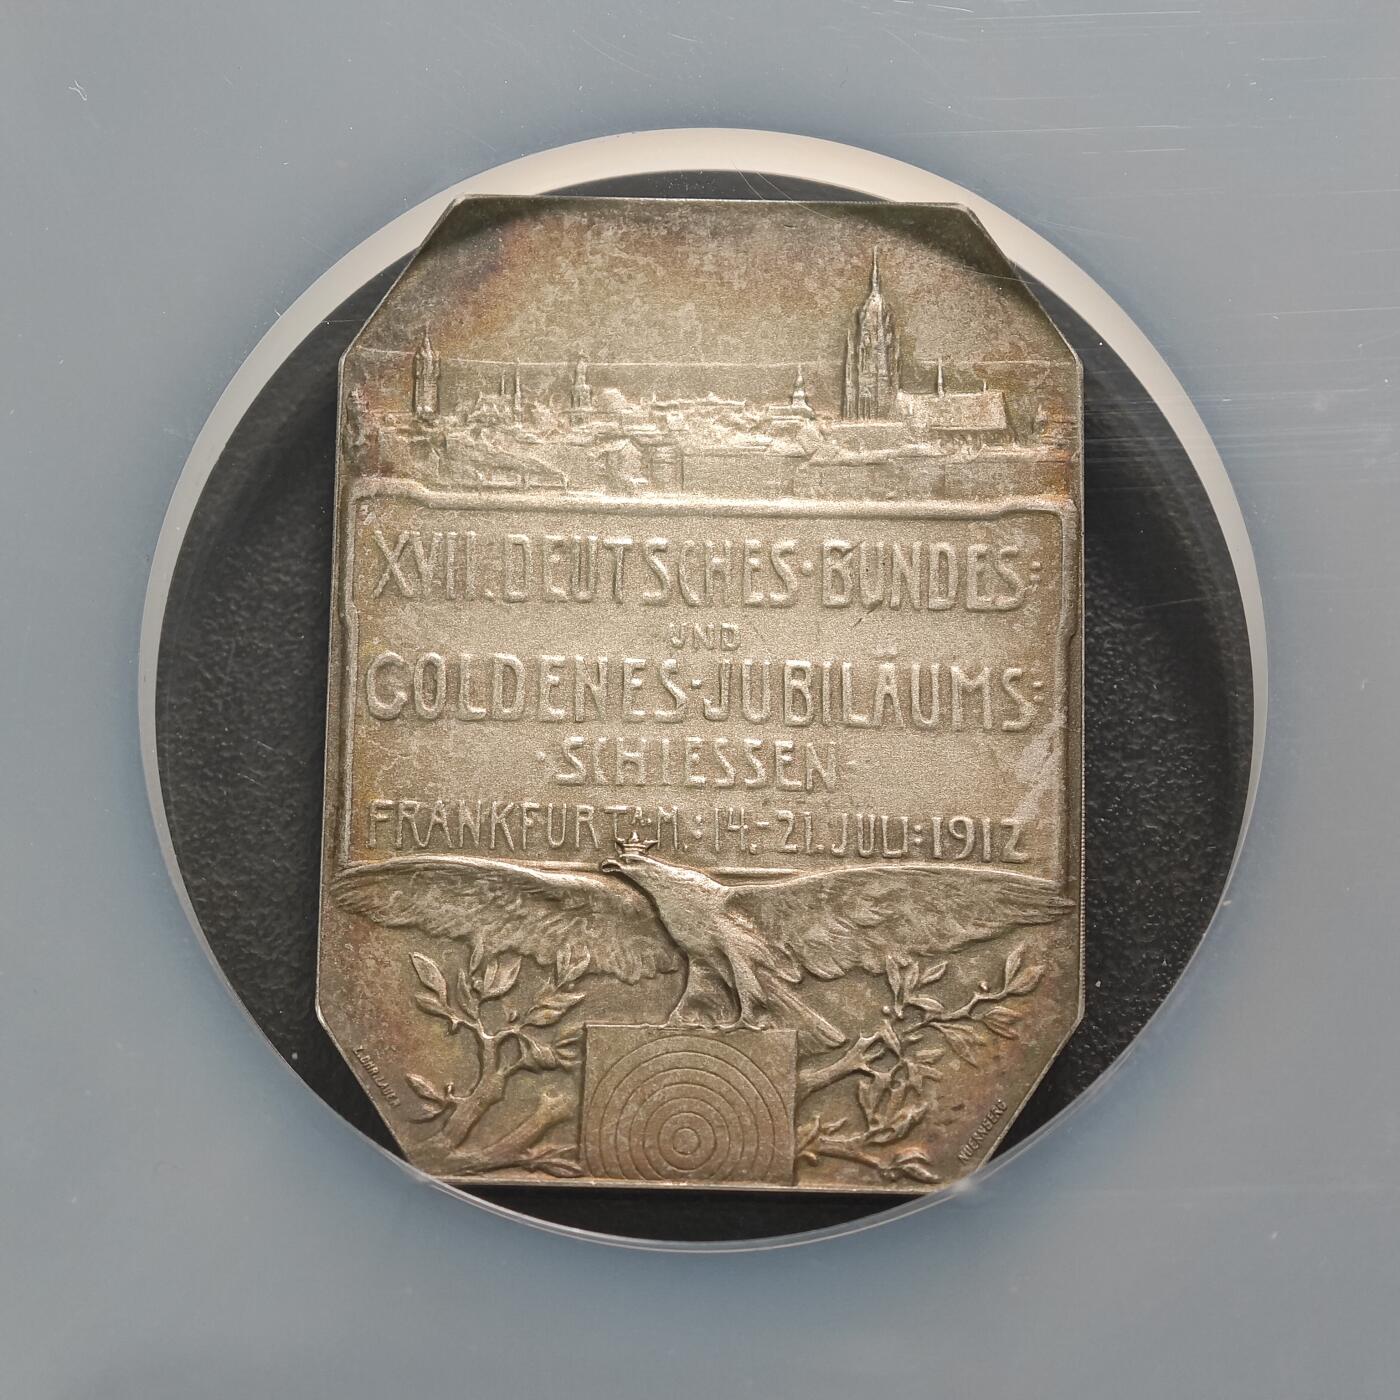 XVII. DEUTSCHES · BUNDES:
UND
GOLDENES · JUBILÄUMS:
· SCHIESSEN ·
FRANKFURT A. M. : 14.-21. JULI : 1912
L. CHR. LAUER
NUERNBERG